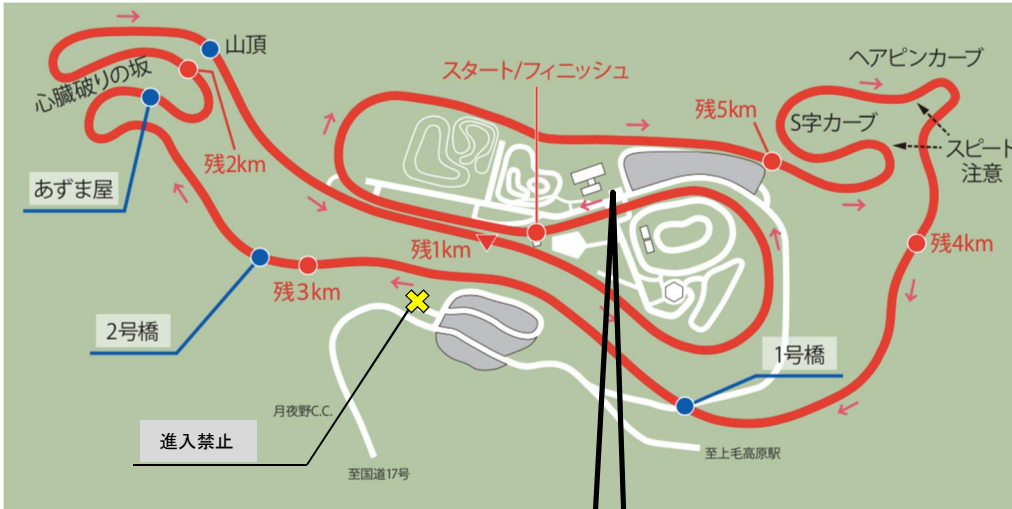 山頂
心臓破りの坂
残2km
あずま屋
スタート/フィニッシュ
残5km
ヘアピンカーブ
S字カーブ
スピード
注意
残4km
残1km
残3km
2号橋
1号橋
進入禁止
月夜野C.C.
至国道17号
至上毛高原駅